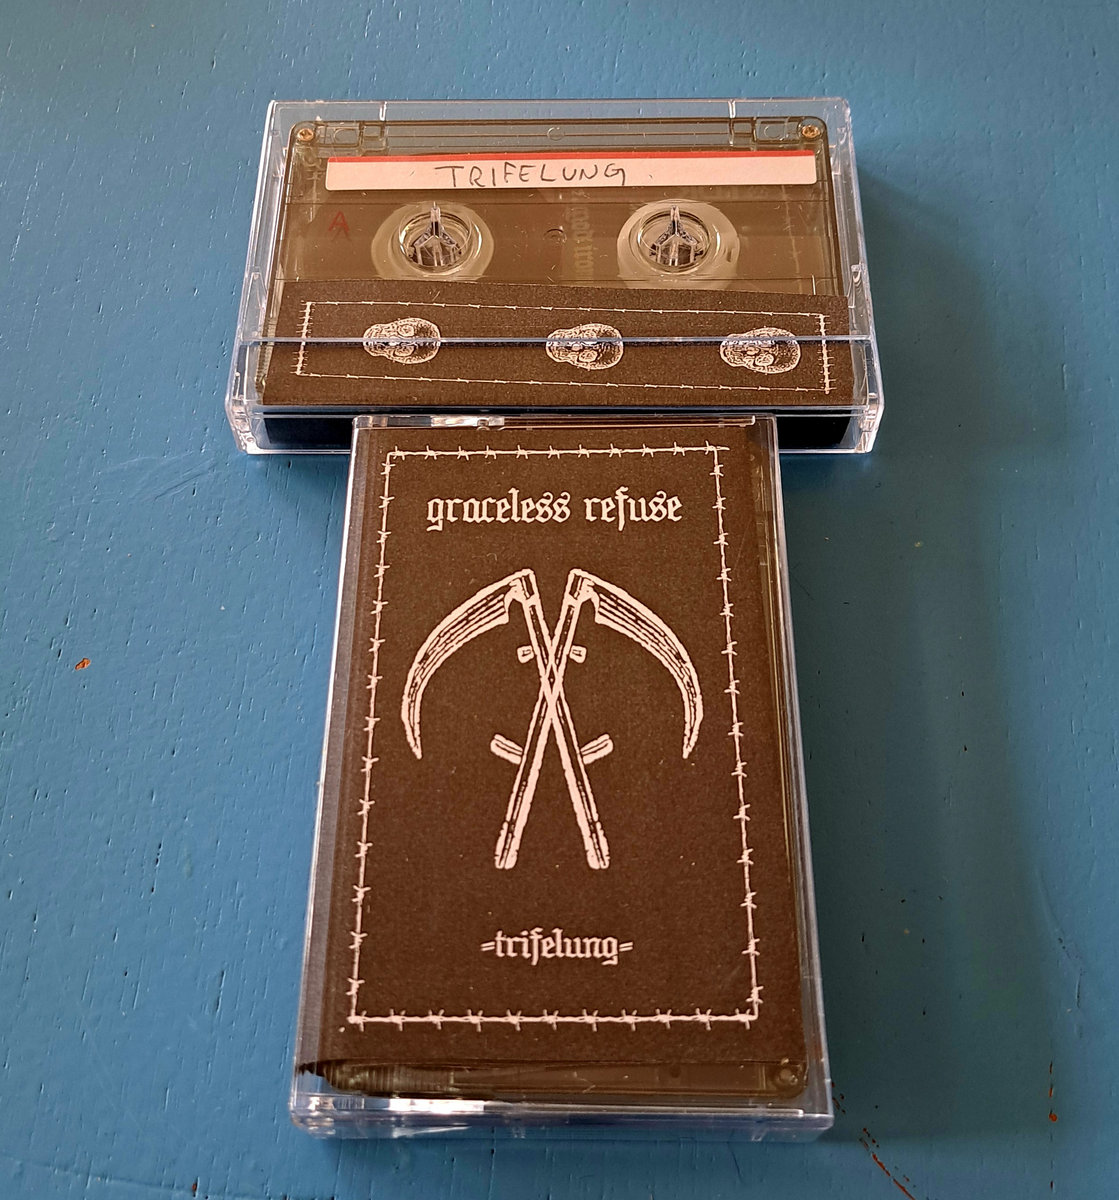 TRIFELUNG
A
graceless refuse
=trifelung=